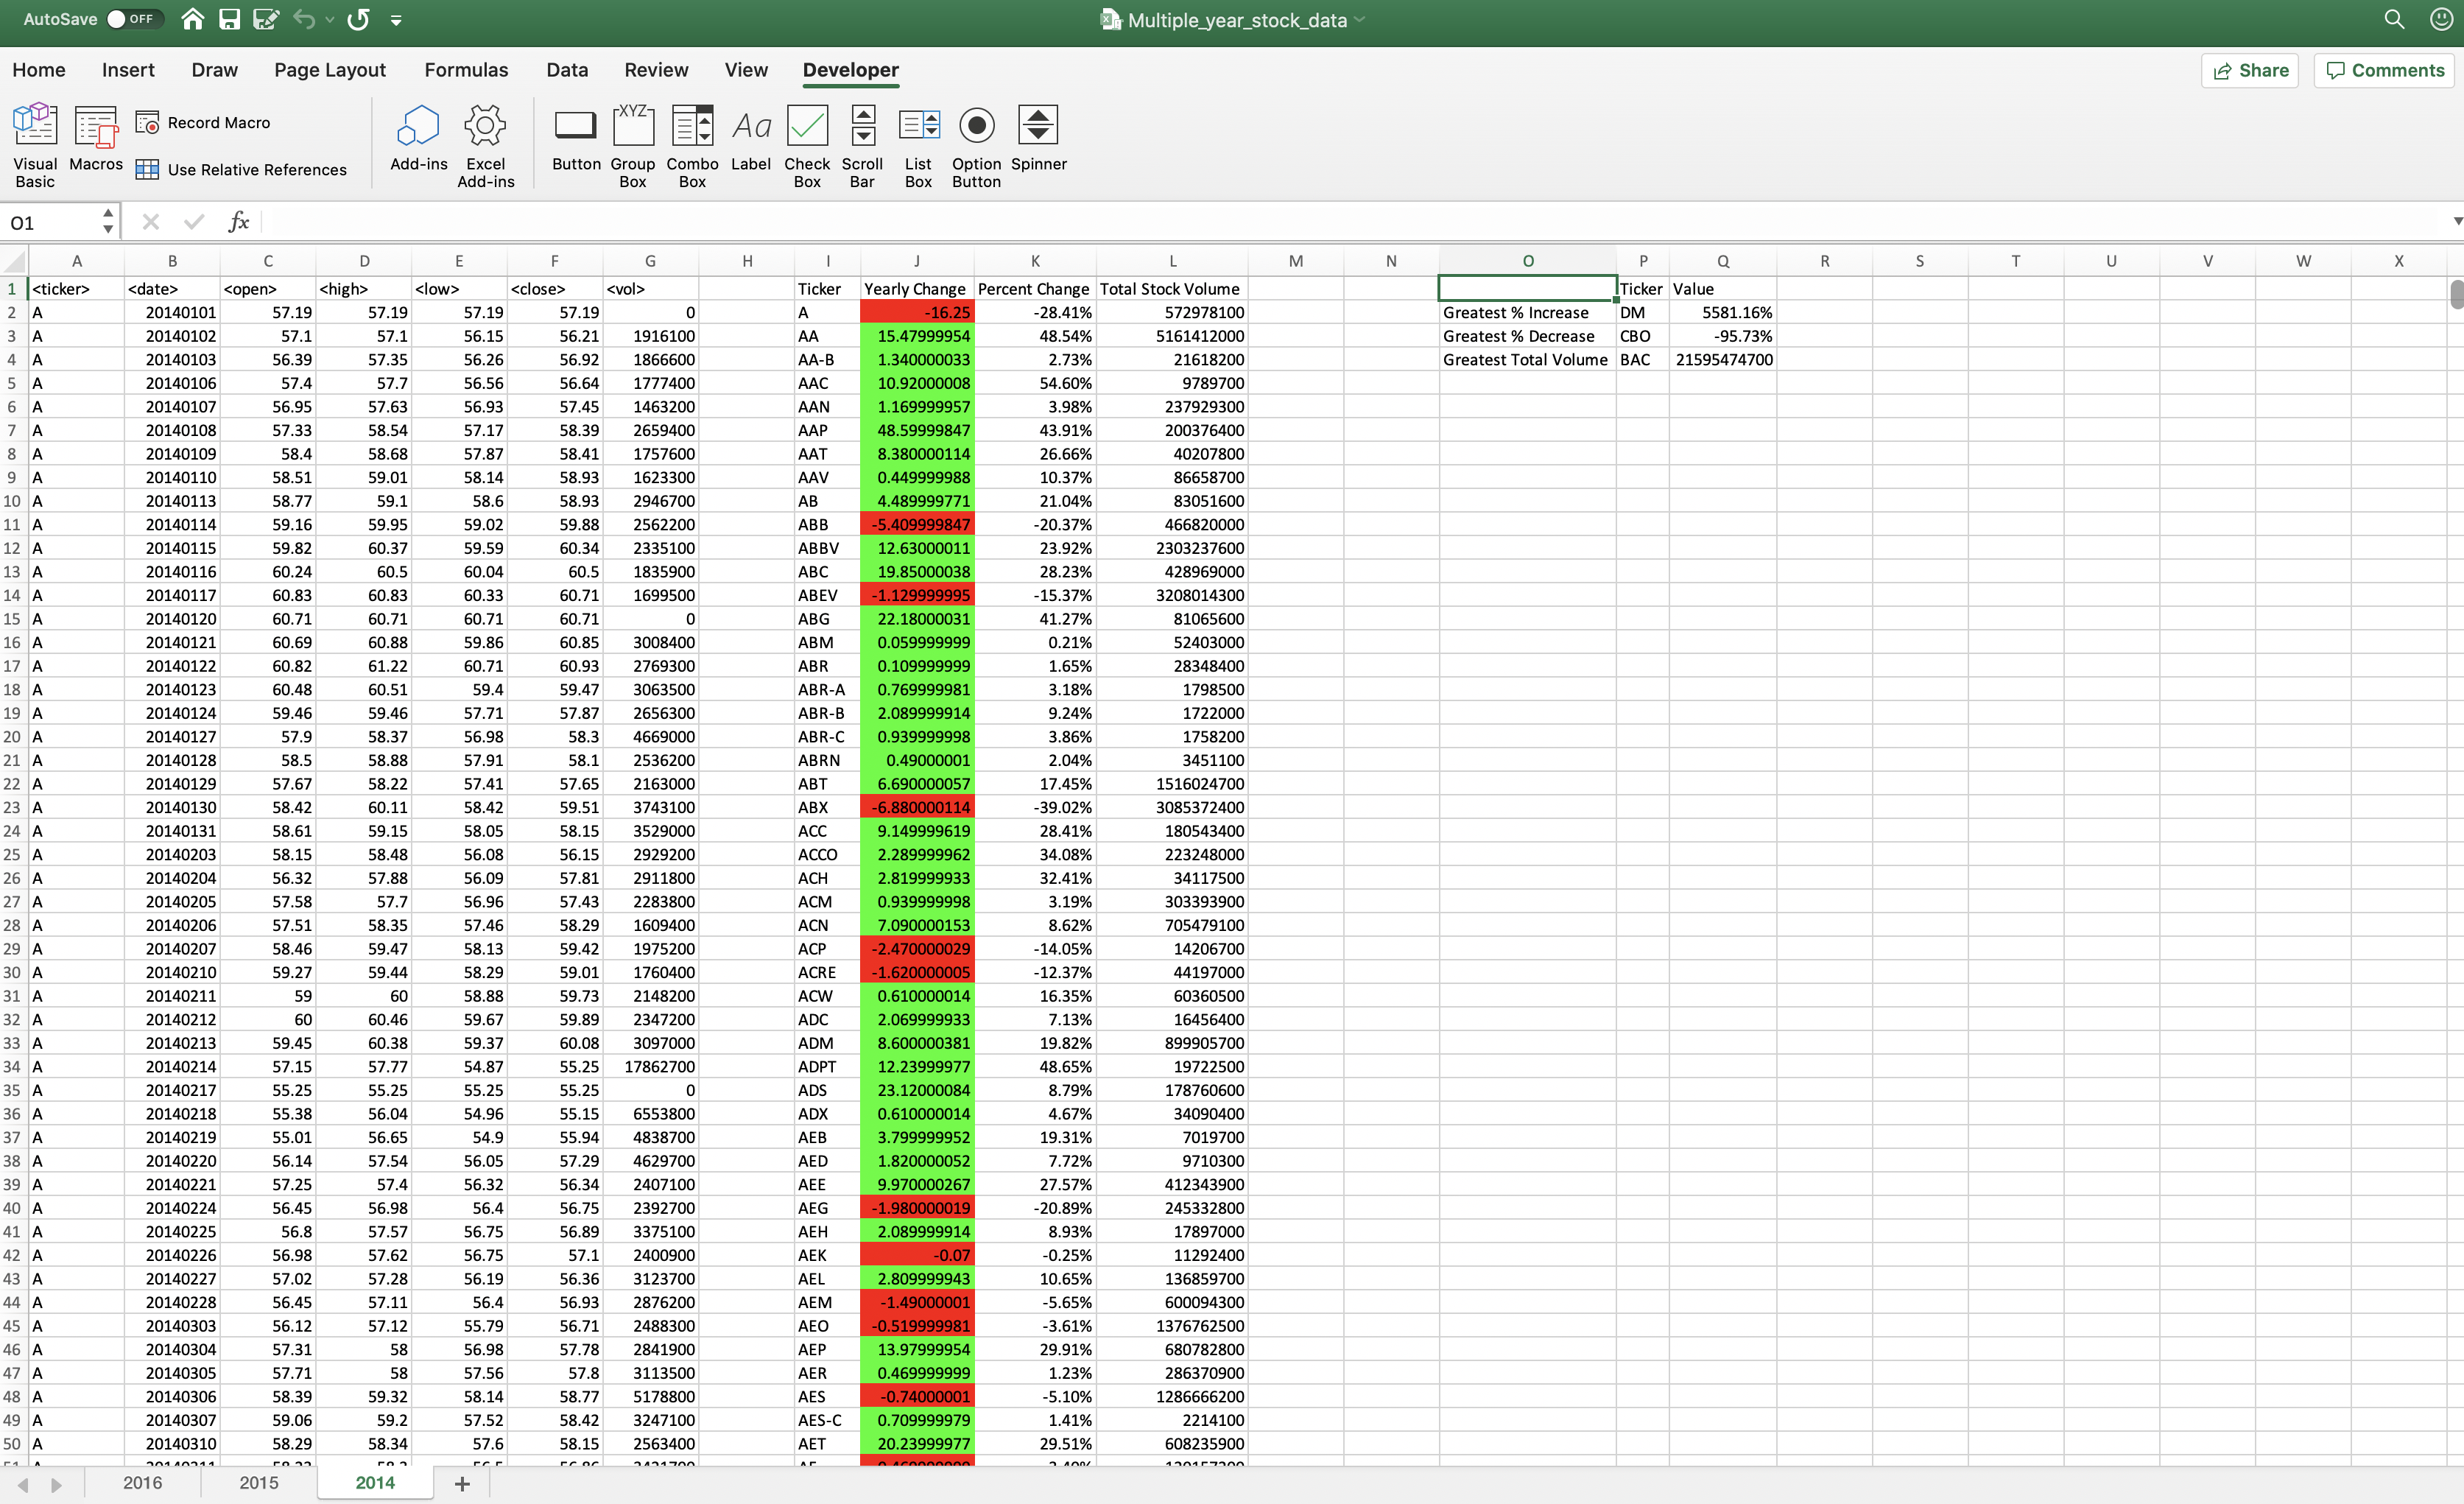 AutoSave OFF Multiple_year_stock_data
Home Insert Draw Page Layout Formulas Data Review View Developer Share Comments
Visual Basic Macros Record Macro Use Relative References Add-ins Excel Add-ins Button XYZ Group Box Combo Box Aa Label Check Box Scroll Bar List Box Option Button Spinner
O1 fx
A B C D E F G H I J K L M N O P Q R S T U V W X
1 <ticker> <date> <open> <high> <low> <close> <vol> Ticker Yearly Change Percent Change Total Stock Volume Ticker Value
2 A 20140101 57.19 57.19 57.19 57.19 0 A -16.25 -28.41% 572978100 Greatest % Increase DM 5581.16%
3 A 20140102 57.1 57.1 56.15 56.21 1916100 AA 15.47999954 48.54% 5161412000 Greatest % Decrease CBO -95.73%
4 A 20140103 56.39 57.35 56.26 56.92 1866600 AA-B 1.340000033 2.73% 21618200 Greatest Total Volume BAC 21595474700
5 A 20140106 57.4 57.7 56.56 56.64 1777400 AAC 10.92000008 54.60% 9789700
6 A 20140107 56.95 57.63 56.93 57.45 1463200 AAN 1.169999957 3.98% 237929300
7 A 20140108 57.33 58.54 57.17 58.39 2659400 AAP 48.59999847 43.91% 200376400
8 A 20140109 58.4 58.68 57.87 58.41 1757600 AAT 8.380000114 26.66% 40207800
9 A 20140110 58.51 59.01 58.14 58.93 1623300 AAV 0.449999988 10.37% 86658700
10 A 20140113 58.77 59.1 58.6 58.93 2946700 AB 4.489999771 21.04% 83051600
11 A 20140114 59.16 59.95 59.02 59.88 2562200 ABB -5.409999847 -20.37% 466820000
12 A 20140115 59.82 60.37 59.59 60.34 2335100 ABBV 12.63000011 23.92% 2303237600
13 A 20140116 60.24 60.5 60.04 60.5 1835900 ABC 19.85000038 28.23% 428969000
14 A 20140117 60.83 60.83 60.33 60.71 1699500 ABEV -1.129999995 -15.37% 3208014300
15 A 20140120 60.71 60.71 60.71 60.71 0 ABG 22.18000031 41.27% 81065600
16 A 20140121 60.69 60.88 59.86 60.85 3008400 ABM 0.059999999 0.21% 52403000
17 A 20140122 60.82 61.22 60.71 60.93 2769300 ABR 0.109999999 1.65% 28348400
18 A 20140123 60.48 60.51 59.4 59.47 3063500 ABR-A 0.769999981 3.18% 1798500
19 A 20140124 59.46 59.46 57.71 57.87 2656300 ABR-B 2.089999914 9.24% 1722000
20 A 20140127 57.9 58.37 56.98 58.3 4669000 ABR-C 0.939999998 3.86% 1758200
21 A 20140128 58.5 58.88 57.91 58.1 2536200 ABRN 0.49000001 2.04% 3451100
22 A 20140129 57.67 58.22 57.41 57.65 2163000 ABT 6.690000057 17.45% 1516024700
23 A 20140130 58.42 60.11 58.42 59.51 3743100 ABX -6.880000114 -39.02% 3085372400
24 A 20140131 58.61 59.15 58.05 58.15 3529000 ACC 9.149999619 28.41% 180543400
25 A 20140203 58.15 58.48 56.08 56.15 2929200 ACCO 2.289999962 34.08% 223248000
26 A 20140204 56.32 57.88 56.09 57.81 2911800 ACH 2.819999933 32.41% 34117500
27 A 20140205 57.58 57.7 56.96 57.43 2283800 ACM 0.939999998 3.19% 303393900
28 A 20140206 57.51 58.35 57.46 58.29 1609400 ACN 7.090000153 8.62% 705479100
29 A 20140207 58.46 59.47 58.13 59.42 1975200 ACP -2.470000029 -14.05% 14206700
30 A 20140210 59.27 59.44 58.29 59.01 1760400 ACRE -1.620000005 -12.37% 44197000
31 A 20140211 59 60 58.88 59.73 2148200 ACW 0.610000014 16.35% 60360500
32 A 20140212 60 60.46 59.67 59.89 2347200 ADC 2.069999933 7.13% 16456400
33 A 20140213 59.45 60.38 59.37 60.08 3097000 ADM 8.600000381 19.82% 899905700
34 A 20140214 57.15 57.77 54.87 55.25 17862700 ADPT 12.23999977 48.65% 19722500
35 A 20140217 55.25 55.25 55.25 55.25 0 ADS 23.12000084 8.79% 178760600
36 A 20140218 55.38 56.04 54.96 55.15 6553800 ADX 0.610000014 4.67% 34090400
37 A 20140219 55.01 56.65 54.9 55.94 4838700 AEB 3.799999952 19.31% 7019700
38 A 20140220 56.14 57.54 56.05 57.29 4629700 AED 1.820000052 7.72% 9710300
39 A 20140221 57.25 57.4 56.32 56.34 2407100 AEE 9.970000267 27.57% 412343900
40 A 20140224 56.45 56.98 56.4 56.75 2392700 AEG -1.980000019 -20.89% 245332800
41 A 20140225 56.8 57.57 56.75 56.89 3375100 AEH 2.089999914 8.93% 17897000
42 A 20140226 56.98 57.62 56.75 57.1 2400900 AEK -0.07 -0.25% 11292400
43 A 20140227 57.02 57.28 56.19 56.36 3123700 AEL 2.809999943 10.65% 136859700
44 A 20140228 56.45 57.11 56.4 56.93 2876200 AEM -1.49000001 -5.65% 600094300
45 A 20140303 56.12 57.12 55.79 56.71 2488300 AEO -0.519999981 -3.61% 1376762500
46 A 20140304 57.31 58 56.98 57.78 2841900 AEP 13.97999954 29.91% 680782800
47 A 20140305 57.71 58 57.56 57.8 3113500 AER 0.469999999 1.23% 286370900
48 A 20140306 58.39 59.32 58.14 58.77 5178800 AES -0.74000001 -5.10% 1286666200
49 A 20140307 59.06 59.2 57.52 58.42 3247100 AES-C 0.709999979 1.41% 2214100
50 A 20140310 58.29 58.34 57.6 58.15 2563400 AET 20.23999977 29.51% 608235900
2016 2015 2014